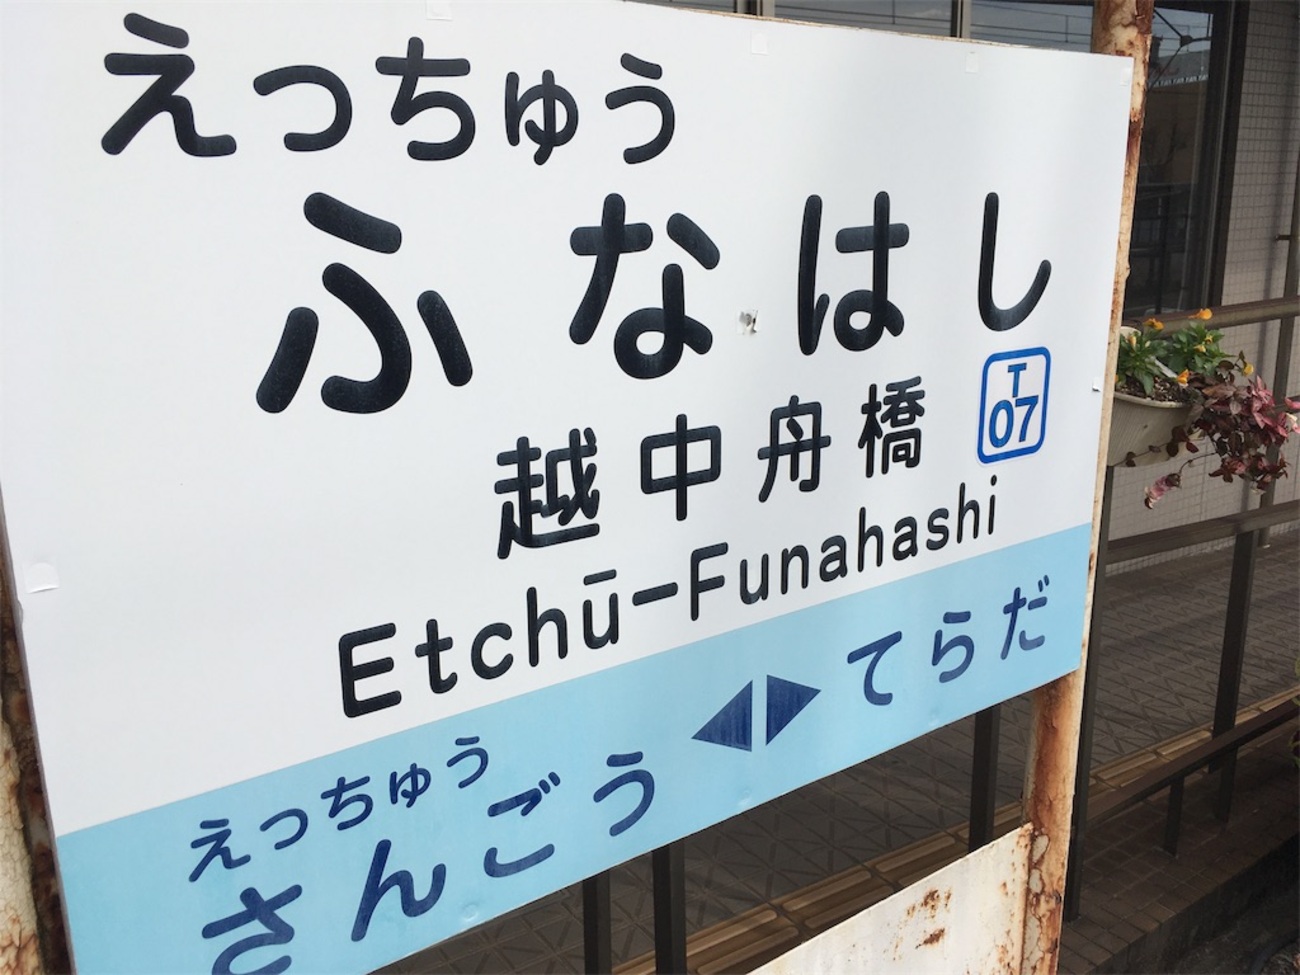 えっちゅう
ふなはし
T
07
越中舟橋
Etchū-Funahashi
◀▶ てらだ
えっちゅう
さんごう